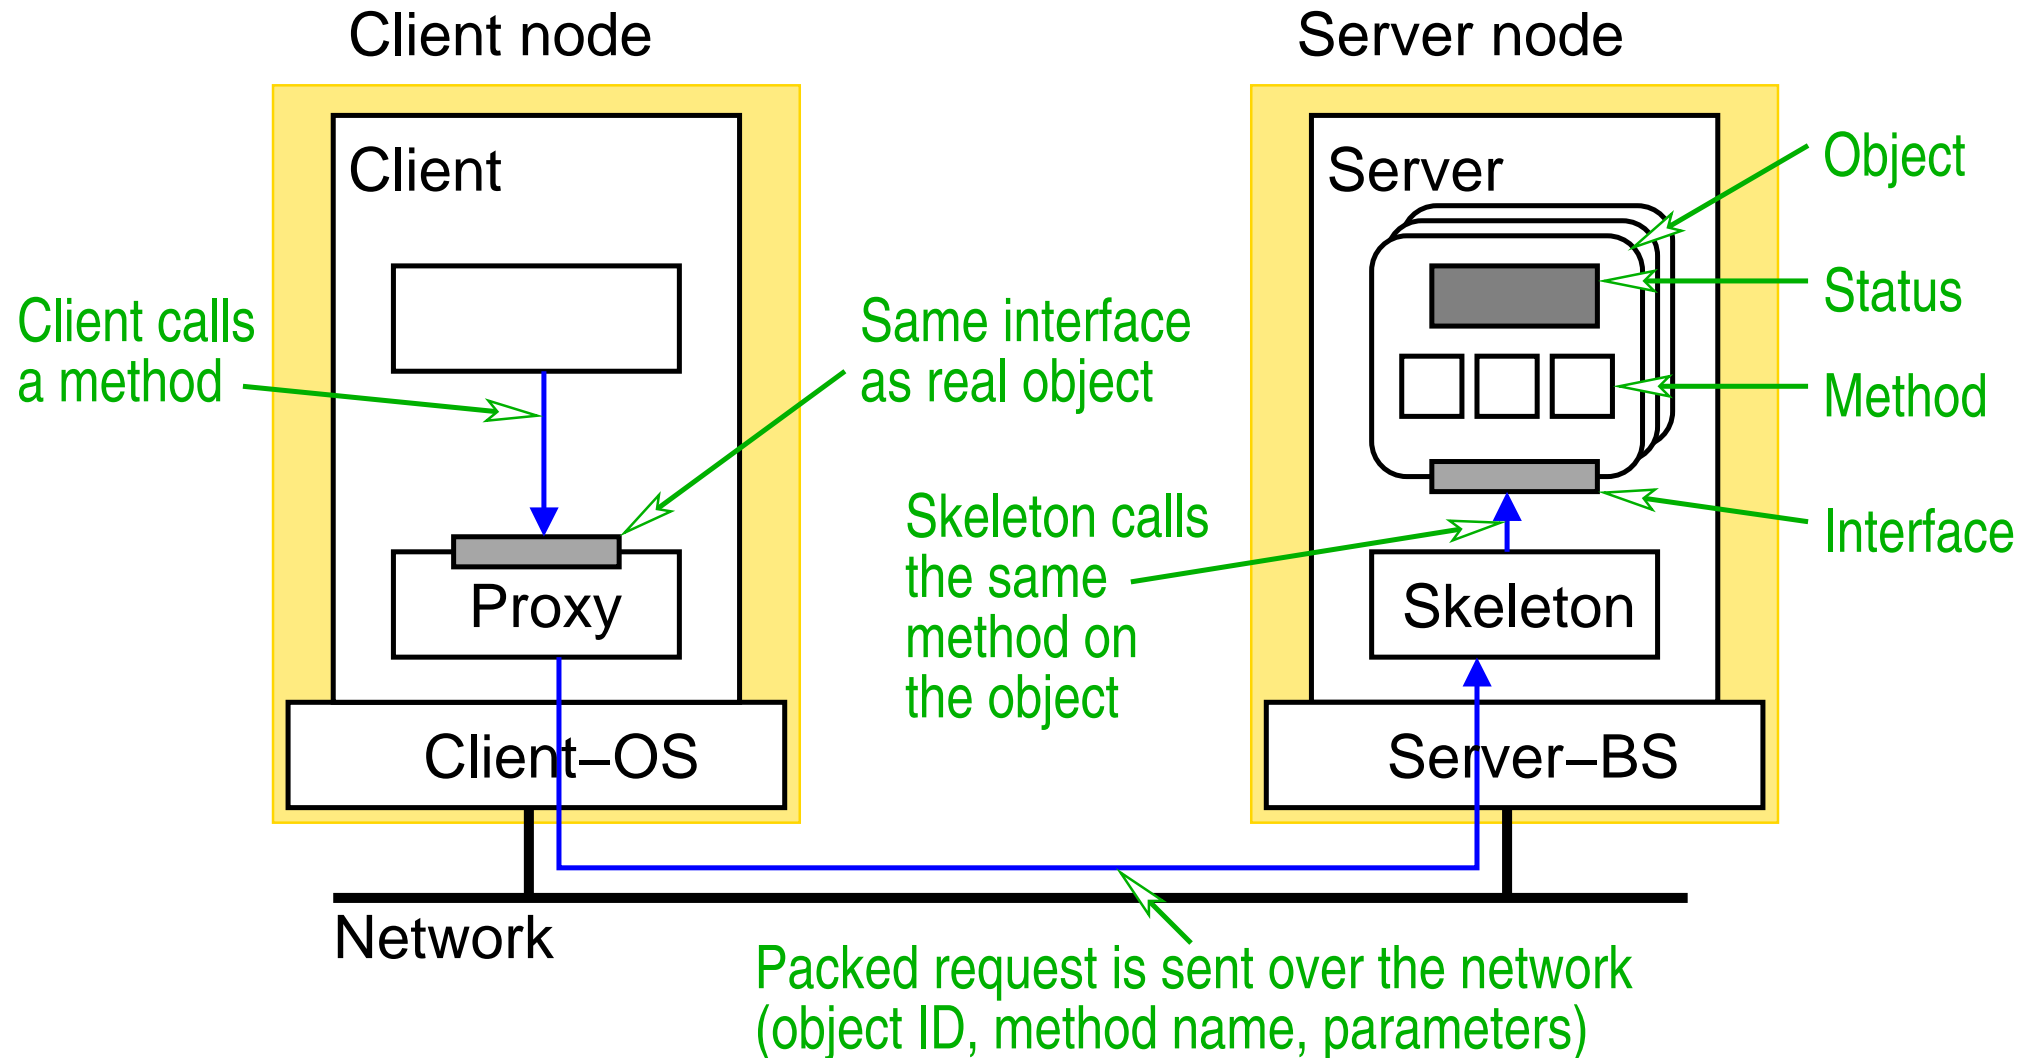 Client node
Server node
Client
Server
Object
Status
Client calls
a method
Same interface
as real object
Method
Skeleton calls
the same
method on
the object
Interface
Proxy
Skeleton
Client–OS
Server–BS
Network
Packed request is sent over the network
(object ID, method name, parameters)